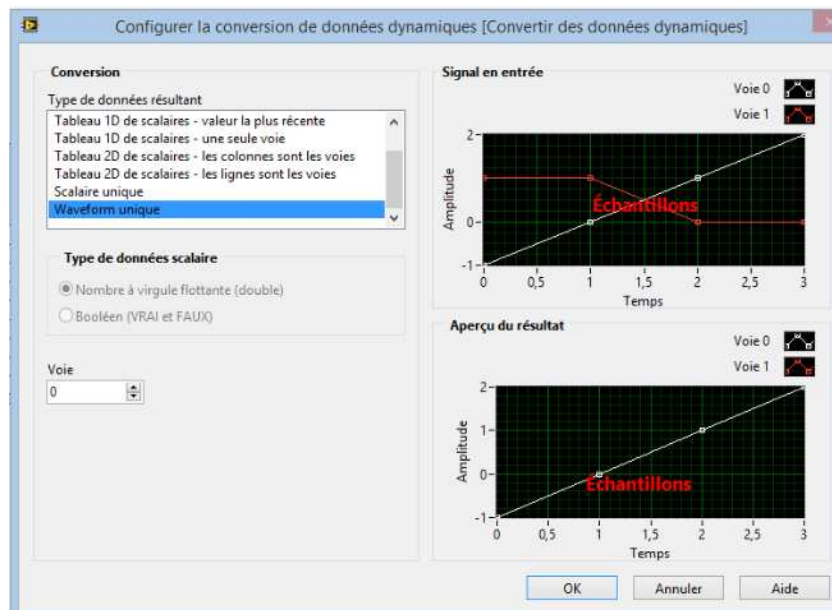 Configurer la conversion de données dynamiques [Convertir des données dynamiques]
Conversion
Type de données résultant
Tableau 1D de scalaires - valeur la plus récente
Tableau 1D de scalaires - une seule voie
Tableau 2D de scalaires - les colonnes sont les voies
Tableau 2D de scalaires - les lignes sont les voies
Scalaire unique
Waveform unique
Type de données scalaire
Nombre à virgule flottante (double)
Booléen (VRAI et FAUX)
Voie
0
Signal en entrée
Voie 0
Voie 1
2
1
0
-1
Amplitude
Échantillons
0 0,5 1 1,5 2 2,5 3
Temps
Aperçu du résultat
Voie 0
Voie 1
2
1
0
-1
Amplitude
Échantillons
0 0,5 1 1,5 2 2,5 3
Temps
OK Annuler Aide